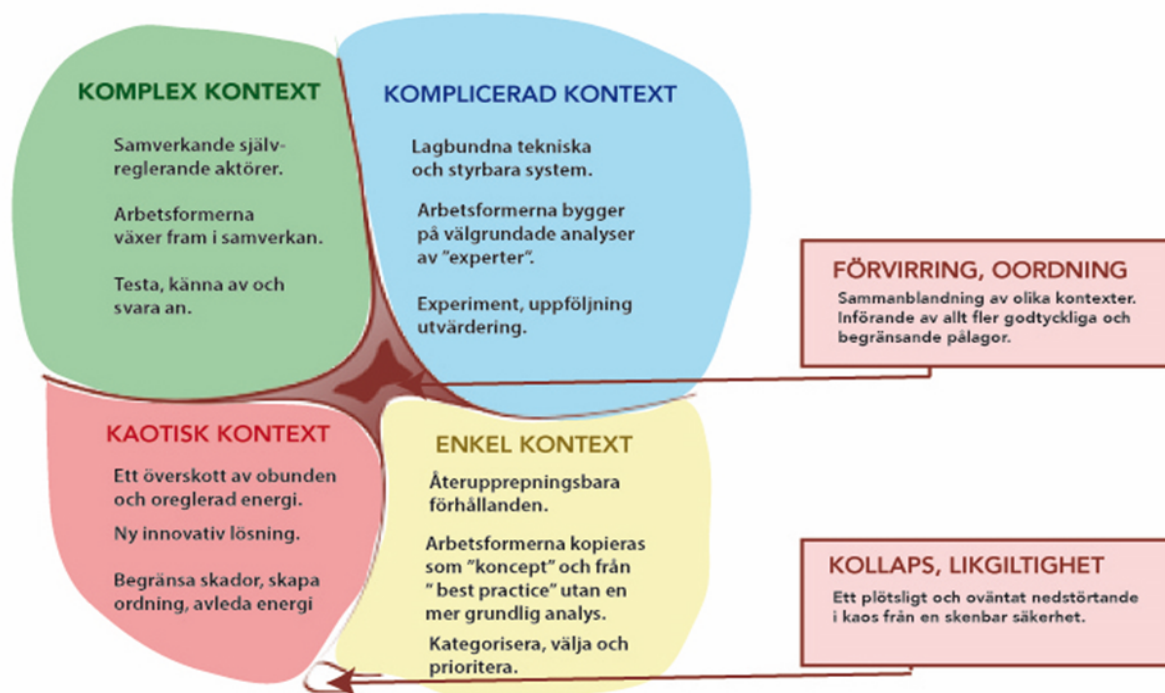 KOMPLEX KONTEXT
Samverkande själv-
reglerande aktörer.
Arbetsformerna
växer fram i samverkan.
Testa, känna av och
svara an.
KOMPLICERAD KONTEXT
Lagbundna tekniska
och styrbara system.
Arbetsformerna bygger
på välgrundade analyser
av ”experter”.
Experiment, uppföljning
utvärdering.
FÖRVIRRING, OORDNING
Sammanblandning av olika kontexter.
Införande av allt fler godtyckliga och
begränsande pålagor.
KAOTISK KONTEXT
Ett överskott av obunden
och oreglerad energi.
Ny innovativ lösning.
Begränsa skador, skapa
ordning, avleda energi
ENKEL KONTEXT
Återupprepningsbara
förhållanden.
Arbetsformerna kopieras
som ”koncept” och från
” best practice” utan en
mer grundlig analys.
Kategorisera, välja och
prioritera.
KOLLAPS, LIKGILTIGHET
Ett plötsligt och oväntat nedstörtande
i kaos från en skenbar säkerhet.